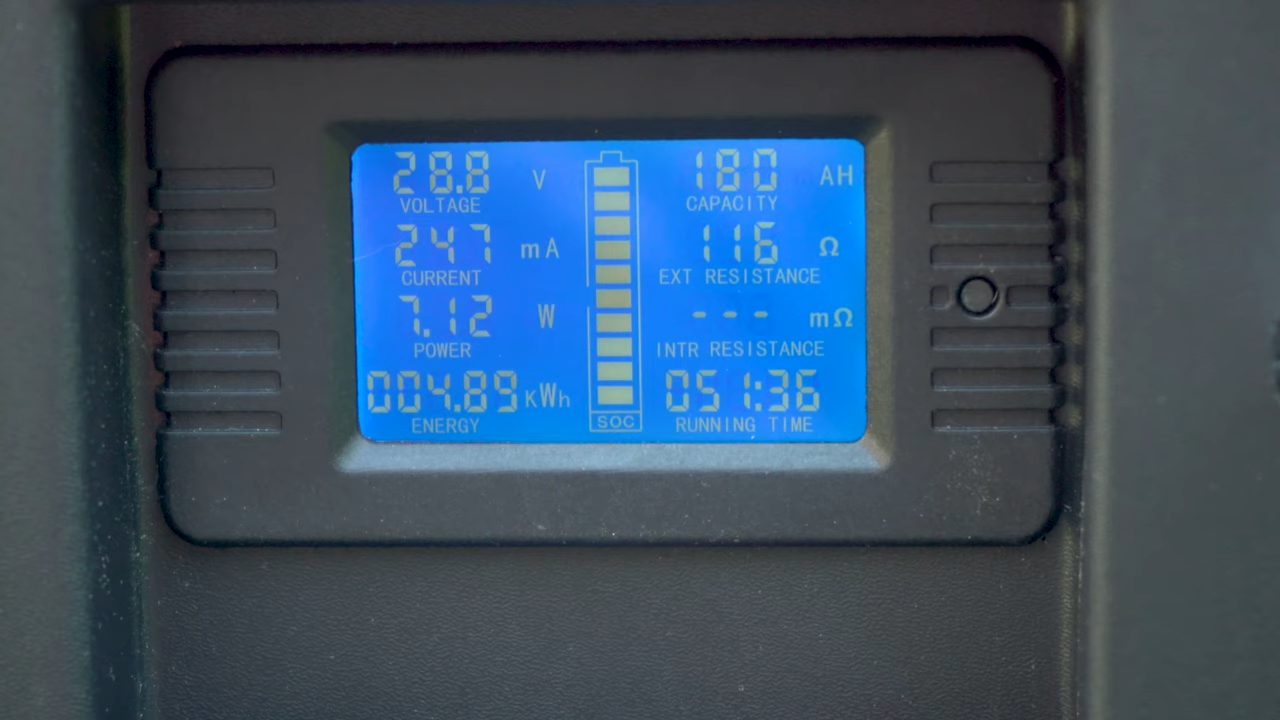 28.8 V
VOLTAGE
247 mA
CURRENT
7.12 W
POWER
004.89 KWh
ENERGY
SOC
180 AH
CAPACITY
116 Ω
EXT RESISTANCE
--- mΩ
INTR RESISTANCE
051:36
RUNNING TIME